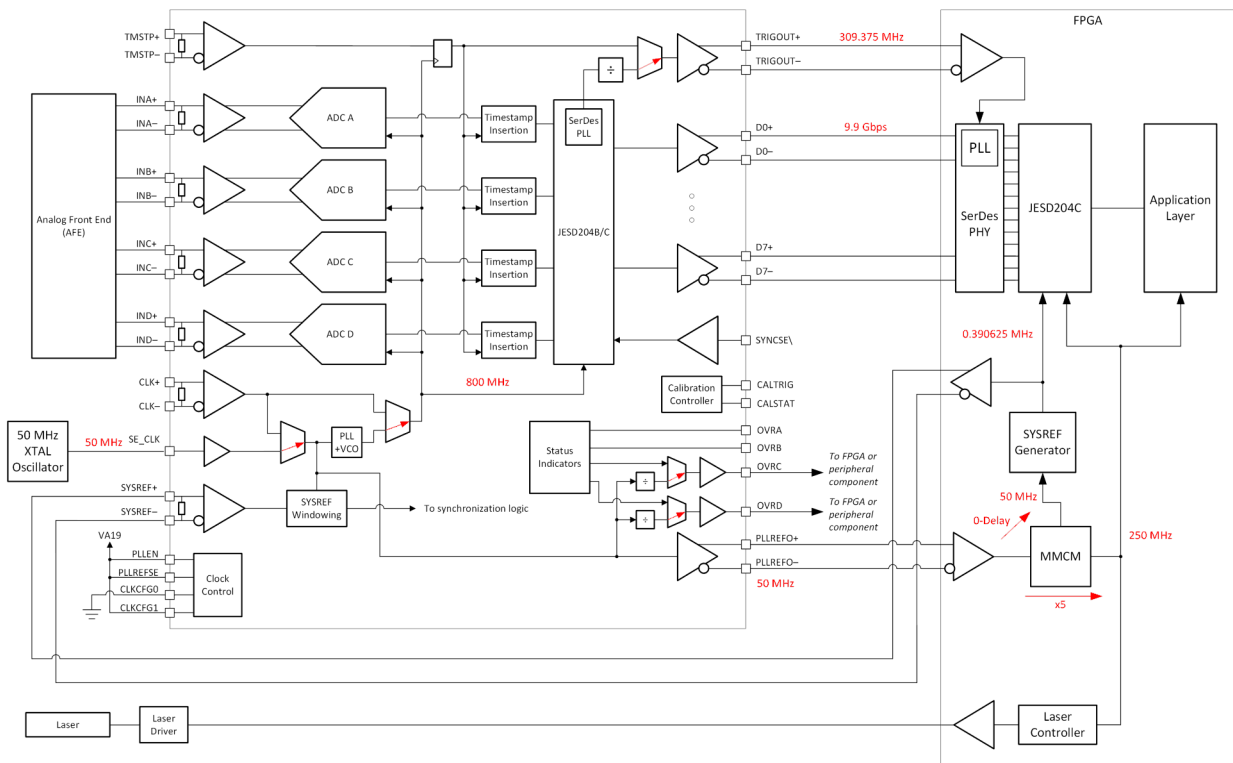 FPGA
TMSTP+
TMSTP–
TRIGOUT+
309.375 MHz
TRIGOUT–
÷
INA+
INA–
ADC A
Timestamp
Insertion
SerDes
PLL
D0+
9.9 Gbps
D0–
PLL
SerDes
PHY
JESD204C
Application
Layer
INB+
INB–
ADC B
Timestamp
Insertion
Analog Front End
(AFE)
JESD204B/C
INC+
INC–
ADC C
Timestamp
Insertion
D7+
D7–
IND+
IND–
ADC D
Timestamp
Insertion
SYNCSE\
0.390625 MHz
CLK+
CLK–
800 MHz
Calibration
Controller
CALTRIG
CALSTAT
50 MHz
XTAL
Oscillator
50 MHz
SE_CLK
PLL
+VCO
Status
Indicators
OVRA
OVRB
OVRC
To FPGA or
peripheral
component
÷
OVRD
To FPGA or
peripheral
component
÷
SYSREF
Generator
SYSREF+
SYSREF–
SYSREF
Windowing
To synchronization logic
50 MHz
0-Delay
VA19
PLLREFO+
PLLREFO–
50 MHz
MMCM
250 MHz
x5
PLLEN
PLLREFSE
CLKCFG0
CLKCFG1
Clock
Control
Laser
Laser
Driver
Laser
Controller